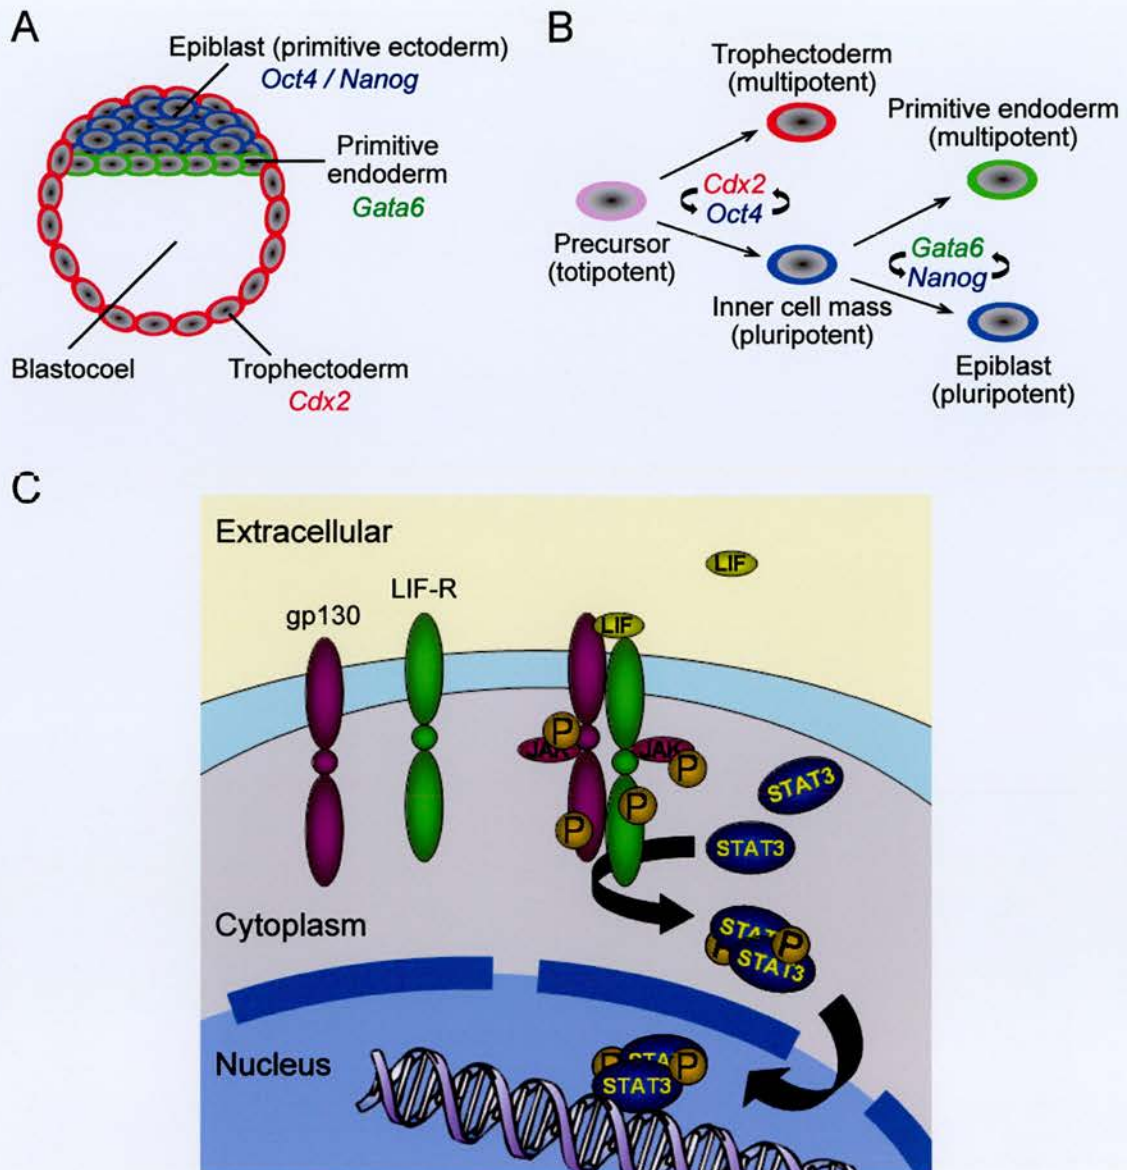 A
Epiblast (primitive ectoderm)
Oct4 / Nanog
Primitive
endoderm
Gata6
Blastocoel
Trophectoderm
Cdx2
B
Trophectoderm
(multipotent)
Primitive endoderm
(multipotent)
Cdx2
Oct4
Precursor
(totipotent)
Gata6
Nanog
Inner cell mass
(pluripotent)
Epiblast
(pluripotent)
C
Extracellular
LIF
LIF-R
gp130
LIF
P
JAK
JAK
P
P
P
STAT3
STAT3
Cytoplasm
STAT
P
P
STAT3
Nucleus
P
STA
P
STAT3